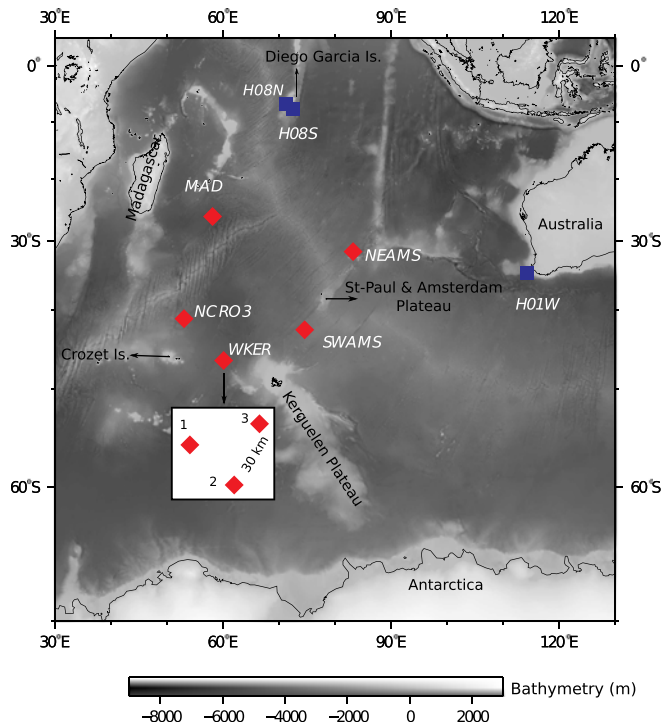 30°E 60°E 90°E 120°E
Diego Garcia Is.
0° 0°
H08N
H08S
Madagascar
MAD
Australia
30°S 30°S
NEAMS
St-Paul & Amsterdam
Plateau
H01W
NCRO3
SWAMS
WKER
Crozet Is.
Kerguelen Plateau
1
3
30 km
2
60°S 60°S
Antarctica
30°E 60°E 90°E 120°E
Bathymetry (m)
−8000 −6000 −4000 −2000 0 2000